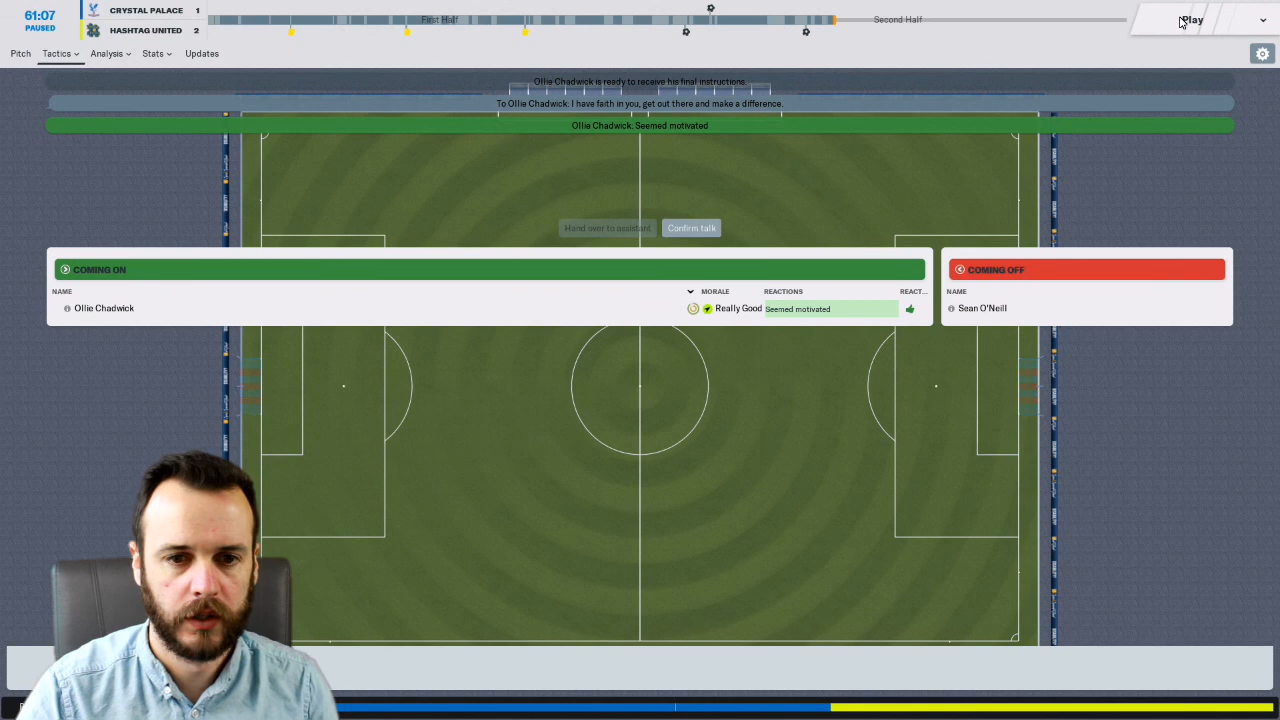 61:07
PAUSED
CRYSTAL PALACE 1
HASHTAG UNITED 2
First Half
Second Half
Play
Pitch
Tactics
Analysis
Stats
Updates
Ollie Chadwick is ready to receive his final instructions.
To Ollie Chadwick: I have faith in you, get out there and make a difference.
Ollie Chadwick: Seemed motivated
Hand over to assistant
Confirm talk
COMING ON
NAME MORALE REACTIONS REACT...
Ollie Chadwick Really Good Seemed motivated
COMING OFF
NAME
Sean O'Neill